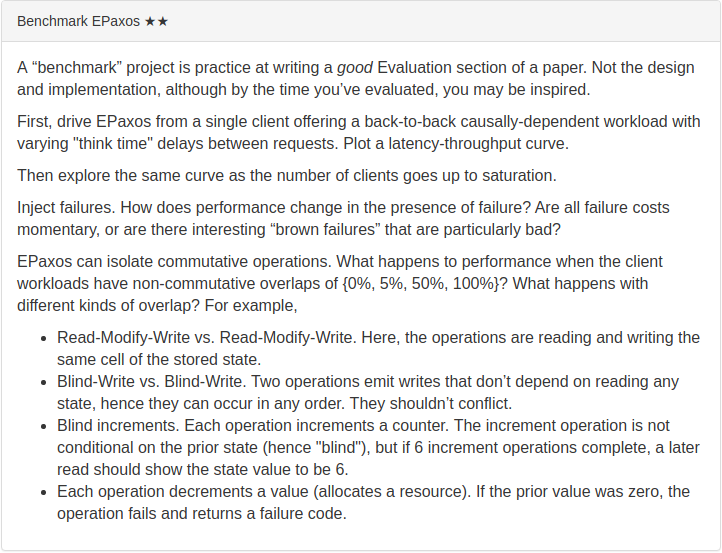 Benchmark EPaxos ★★
A “benchmark” project is practice at writing a good Evaluation section of a paper. Not the design
and implementation, although by the time you’ve evaluated, you may be inspired.
First, drive EPaxos from a single client offering a back-to-back causally-dependent workload with
varying "think time" delays between requests. Plot a latency-throughput curve.
Then explore the same curve as the number of clients goes up to saturation.
Inject failures. How does performance change in the presence of failure? Are all failure costs
momentary, or are there interesting “brown failures” that are particularly bad?
EPaxos can isolate commutative operations. What happens to performance when the client
workloads have non-commutative overlaps of {0%, 5%, 50%, 100%}? What happens with
different kinds of overlap? For example,
• Read-Modify-Write vs. Read-Modify-Write. Here, the operations are reading and writing the
same cell of the stored state.
• Blind-Write vs. Blind-Write. Two operations emit writes that don’t depend on reading any
state, hence they can occur in any order. They shouldn’t conflict.
• Blind increments. Each operation increments a counter. The increment operation is not
conditional on the prior state (hence "blind"), but if 6 increment operations complete, a later
read should show the state value to be 6.
• Each operation decrements a value (allocates a resource). If the prior value was zero, the
operation fails and returns a failure code.